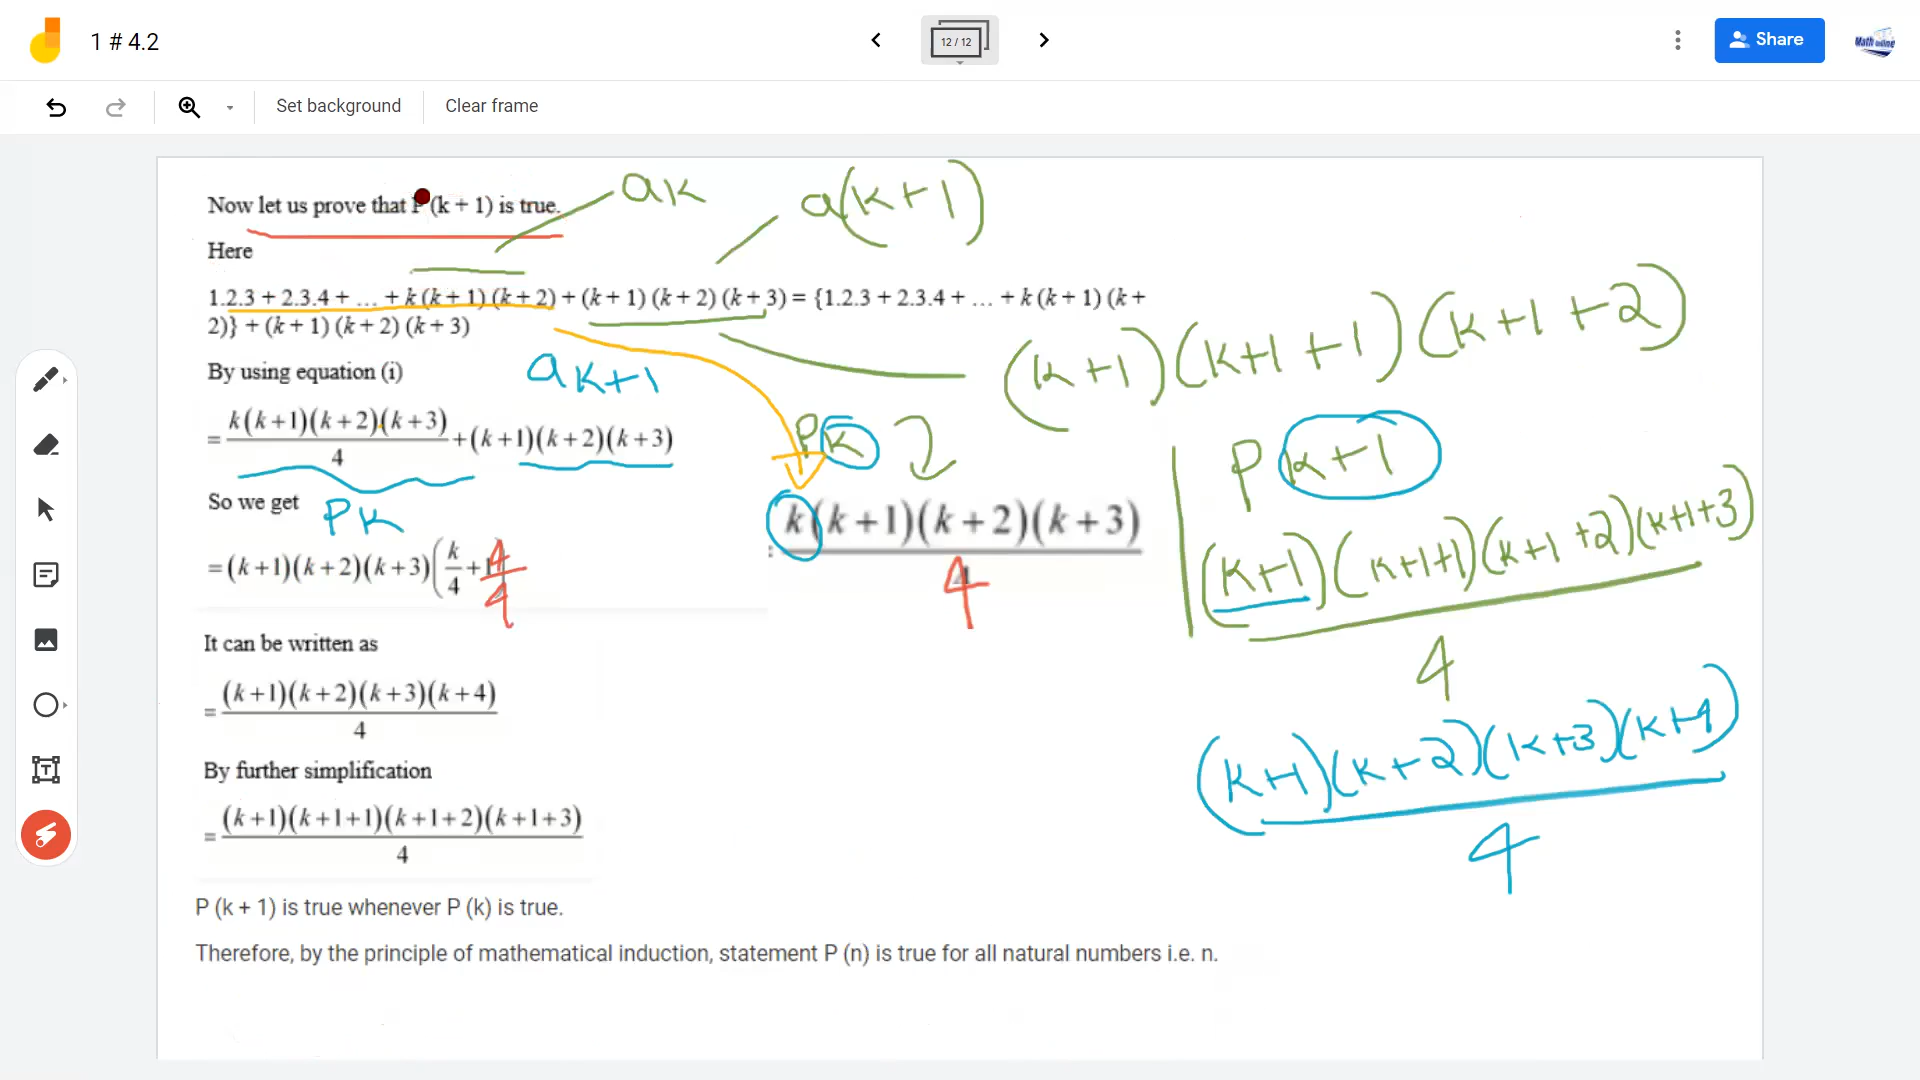 1 # 4.2
12 / 12
Share
Math online
Set background
Clear frame
Now let us prove that P (k + 1) is true.
ak
a(k+1)
Here
1.2.3 + 2.3.4 + … + k (k + 1) (k + 2) + (k + 1) (k + 2) (k + 3) = {1.2.3 + 2.3.4 + … + k (k + 1) (k +
2)} + (k + 1) (k + 2) (k + 3)
(k+1)(k+1+1)(k+1+2)
By using equation (i)
ak+1
= k(k+1)(k+2)(k+3)/4 + (k+1)(k+2)(k+3)
Pk
Pk
k(k+1)(k+2)(k+3)
4
Pk+1
(k+1)(k+1+1)(k+1+2)(k+1+3)
4
So we get
= (k+1)(k+2)(k+3)(k/4 + 4/4
It can be written as
= (k+1)(k+2)(k+3)(k+4)/4
(k+1)(k+2)(k+3)(k+4)
4
By further simplification
= (k+1)(k+1+1)(k+1+2)(k+1+3)/4
P (k + 1) is true whenever P (k) is true.
Therefore, by the principle of mathematical induction, statement P (n) is true for all natural numbers i.e. n.